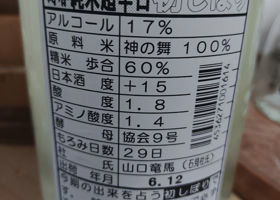 純米超辛口 初しぼり
アルコール 17%
原料米 神の舞 100%
精米歩合 60%
日本酒度 +15
酸度 1.8
アミノ酸度 1.4
酵母 協会9号
もろみ日数 29日
出 山口竜馬
年月 6.12
今期の出来を占う初しぼり